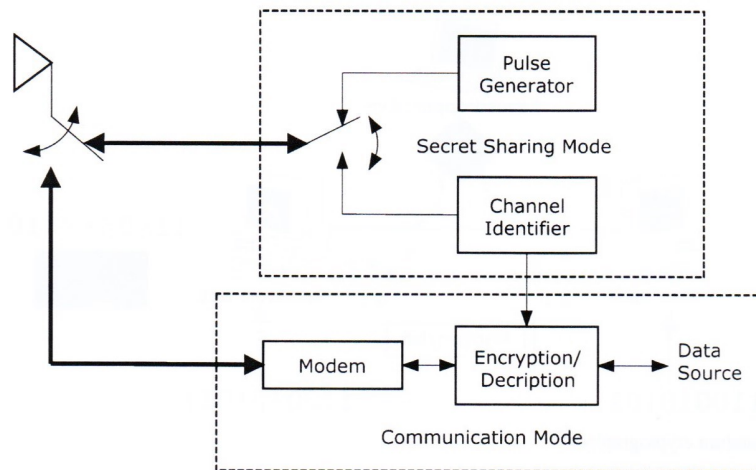 Pulse
Generator
Secret Sharing Mode
Channel
Identifier
Modem
Encryption/
Decription
Data
Source
Communication Mode